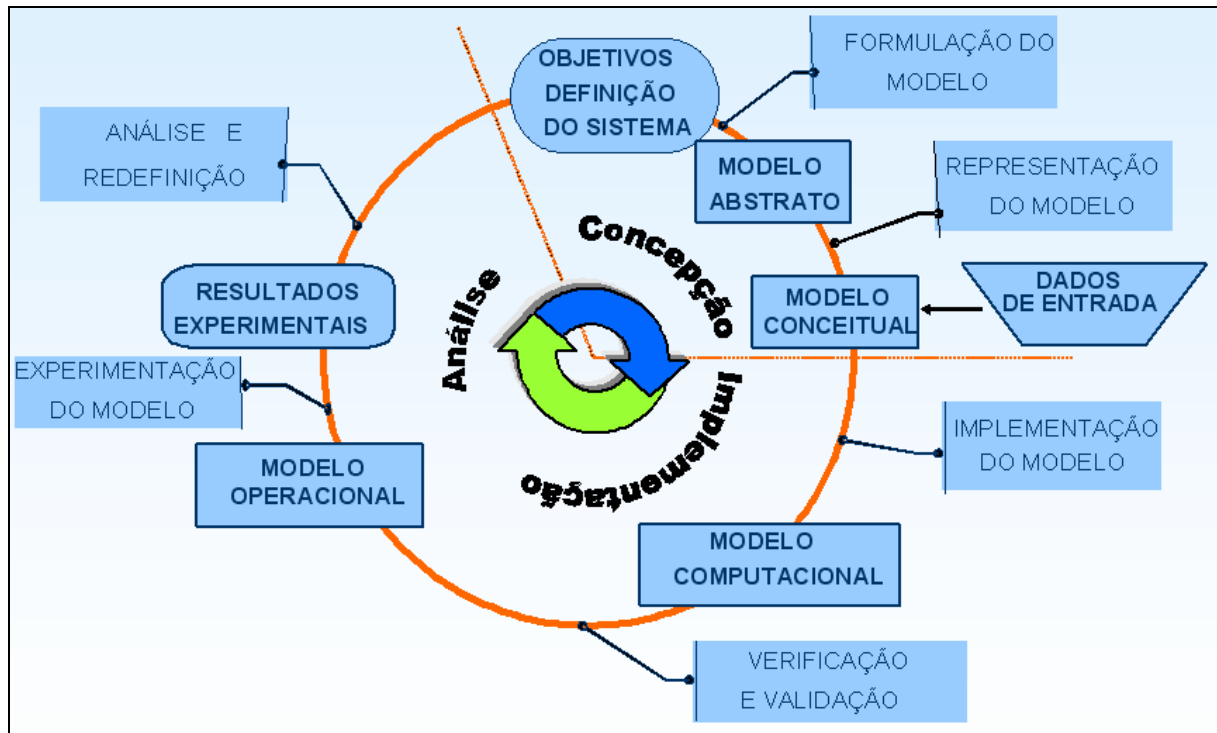 OBJETIVOS
DEFINIÇÃO
DO SISTEMA
FORMULAÇÃO DO
MODELO
MODELO
ABSTRATO
REPRESENTAÇÃO
DO MODELO
MODELO
CONCEITUAL
DADOS
DE ENTRADA
IMPLEMENTAÇÃO
DO MODELO
MODELO
COMPUTACIONAL
VERIFICAÇÃO
E VALIDAÇÃO
MODELO
OPERACIONAL
EXPERIMENTAÇÃO
DO MODELO
RESULTADOS
EXPERIMENTAIS
ANÁLISE E
REDEFINIÇÃO
Concepção
Implementação
Análise